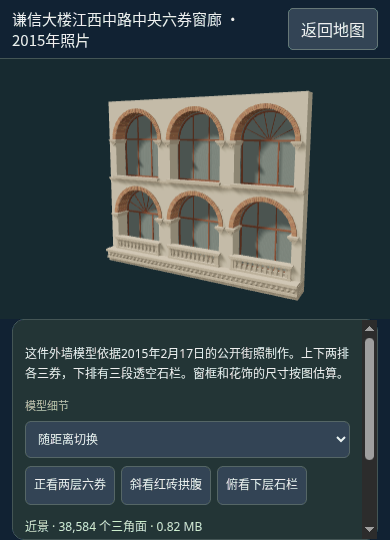 谦信大楼江西中路中央六券窗廊 ·
2015年照片
返回地图
这件外墙模型依据2015年2月17日的公开街照制作。上下两排
各三券，下排有三段透空石栏。窗框和花饰的尺寸按图估算。
模型细节
随距离切换
正看两层六券
斜看红砖拱腹
俯看下层石栏
近景 · 38,584 个三角面 · 0.82 MB